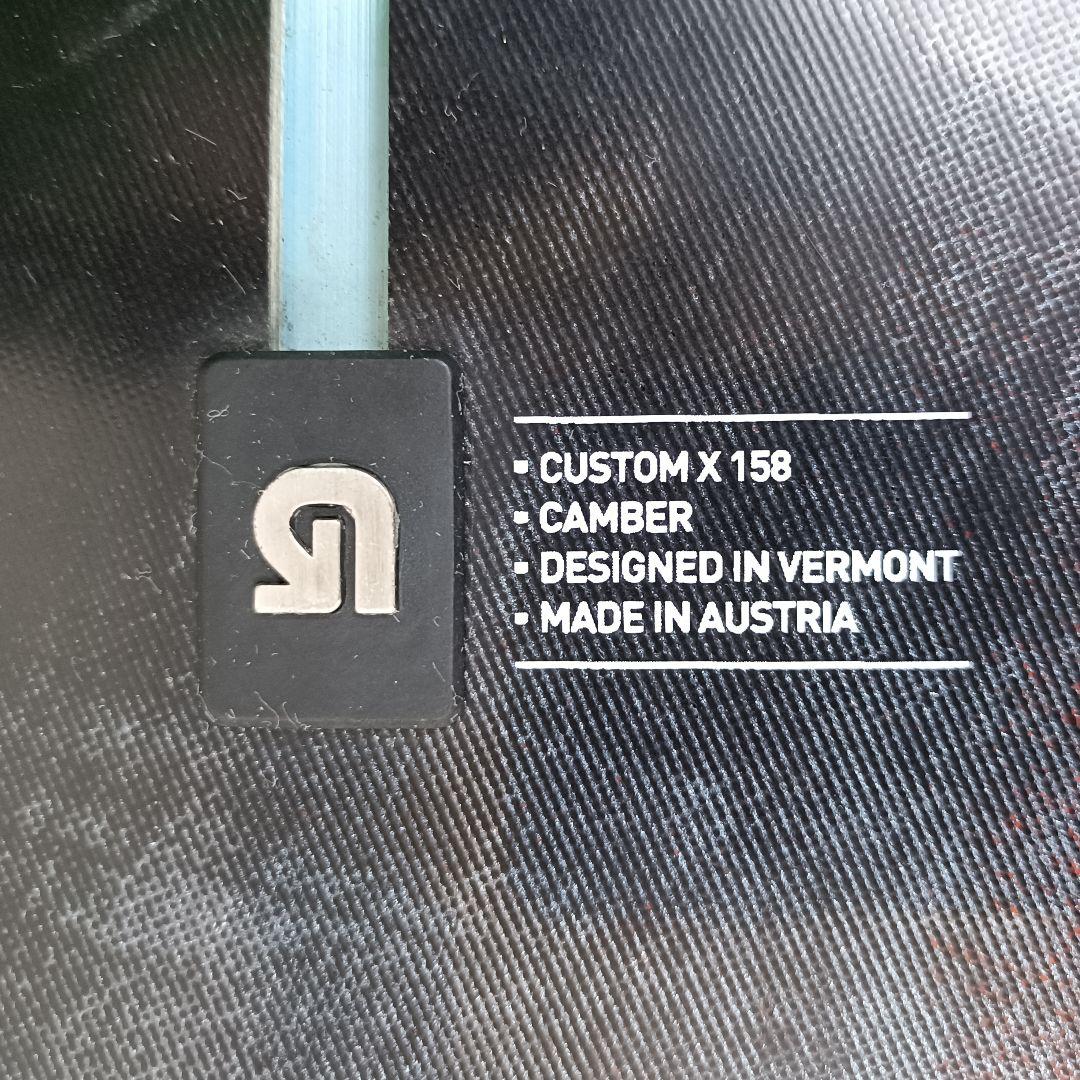 CUSTOM X 158
CAMBER
DESIGNED IN VERMONT
MADE IN AUSTRIA